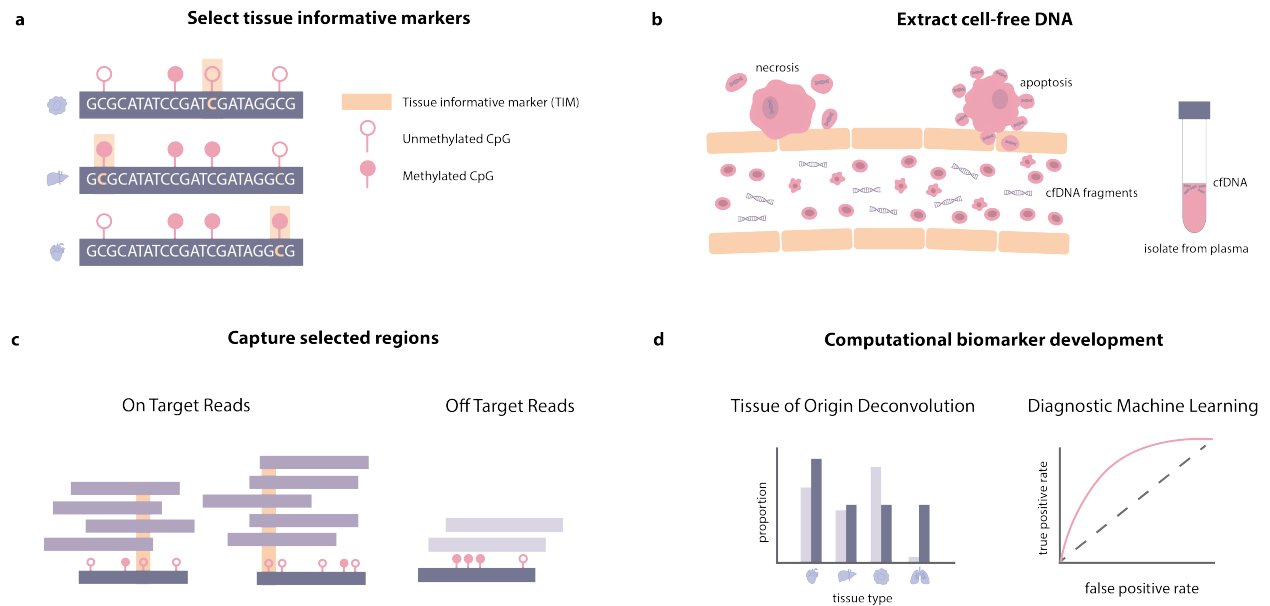 a
Select tissue informative markers
GCGCATATCCGATCGATAGGCG
GCGCATATCCGATCGATAGGCG
GCGCATATCCGATCGATAGGCG
Tissue informative marker (TIM)
Unmethylated CpG
Methylated CpG
b
Extract cell-free DNA
necrosis
apoptosis
cfDNA fragments
cfDNA
isolate from plasma
c
Capture selected regions
On Target Reads
Off Target Reads
d
Computational biomarker development
Tissue of Origin Deconvolution
proportion
tissue type
Diagnostic Machine Learning
true positive rate
false positive rate